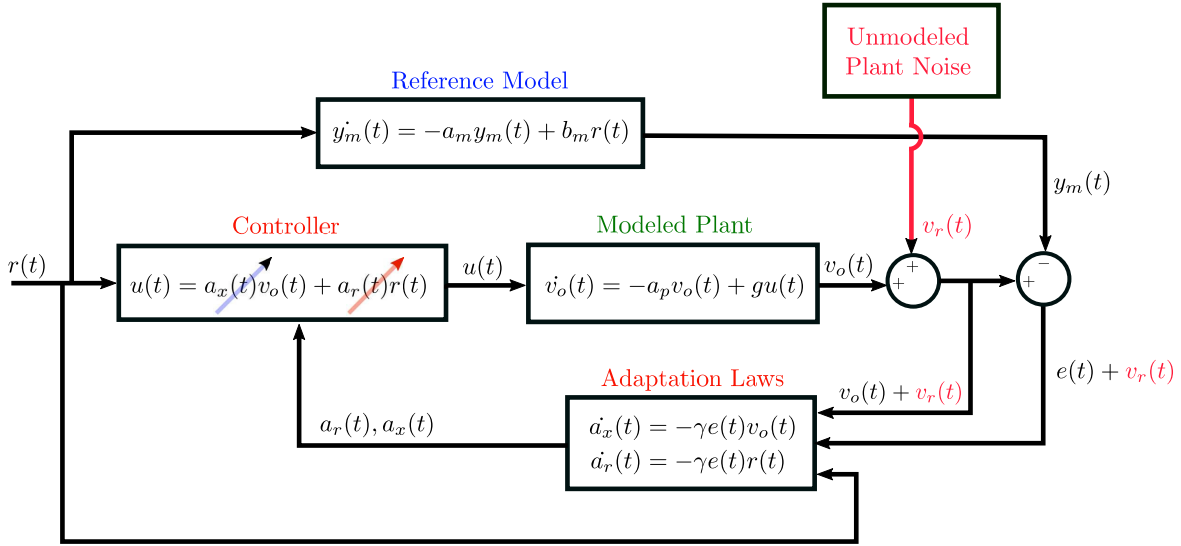 Unmodeled
Plant Noise
Reference Model
ẏₘ(t) = −aₘyₘ(t) + bₘr(t)
yₘ(t)
Controller
Modeled Plant
vᵣ(t)
r(t)
u(t) = aₓ(t)vₒ(t) + aᵣ(t)r(t)
u(t)
v̇ₒ(t) = −aₚvₒ(t) + gu(t)
vₒ(t)
+
+
−
+
e(t) + vᵣ(t)
Adaptation Laws
vₒ(t) + vᵣ(t)
aᵣ(t), aₓ(t)
ȧₓ(t) = −γe(t)vₒ(t)
ȧᵣ(t) = −γe(t)r(t)